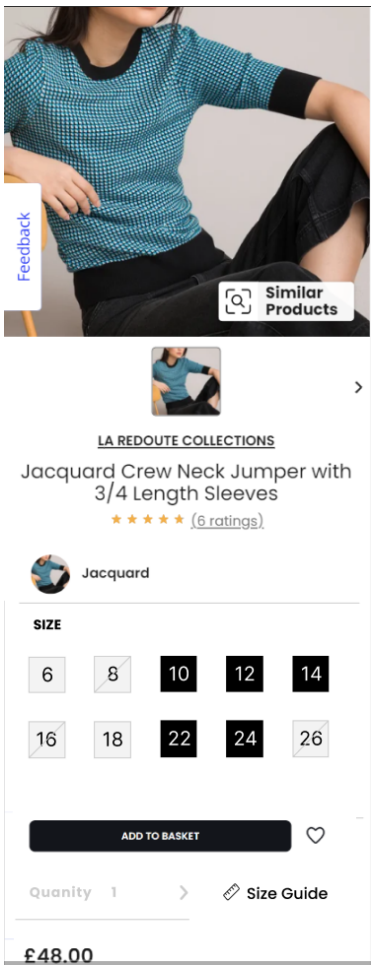 Feedback
Similar
Products
LA REDOUTE COLLECTIONS
Jacquard Crew Neck Jumper with
3/4 Length Sleeves
(6 ratings)
Jacquard
SIZE
6 8 10 12 14
16 18 22 24 26
ADD TO BASKET
Quanity 1
Size Guide
£48.00